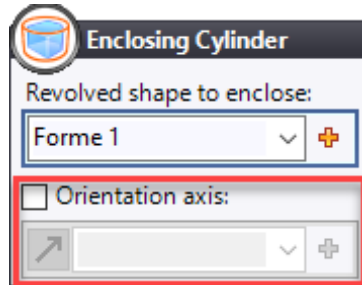 Enclosing Cylinder
Revolved shape to enclose:
Forme 1
Orientation axis: